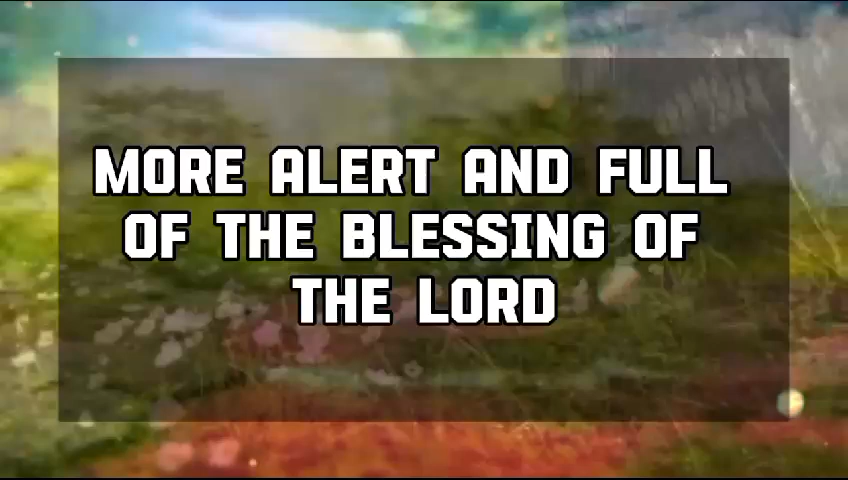 MORE ALERT AND FULL
OF THE BLESSING OF
THE LORD